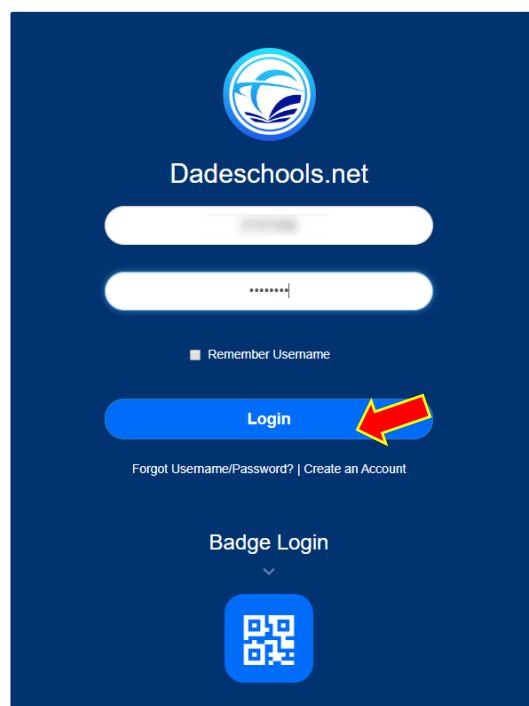 Dadeschools.net
••••••••
Remember Username
Login
Forgot Username/Password? | Create an Account
Badge Login